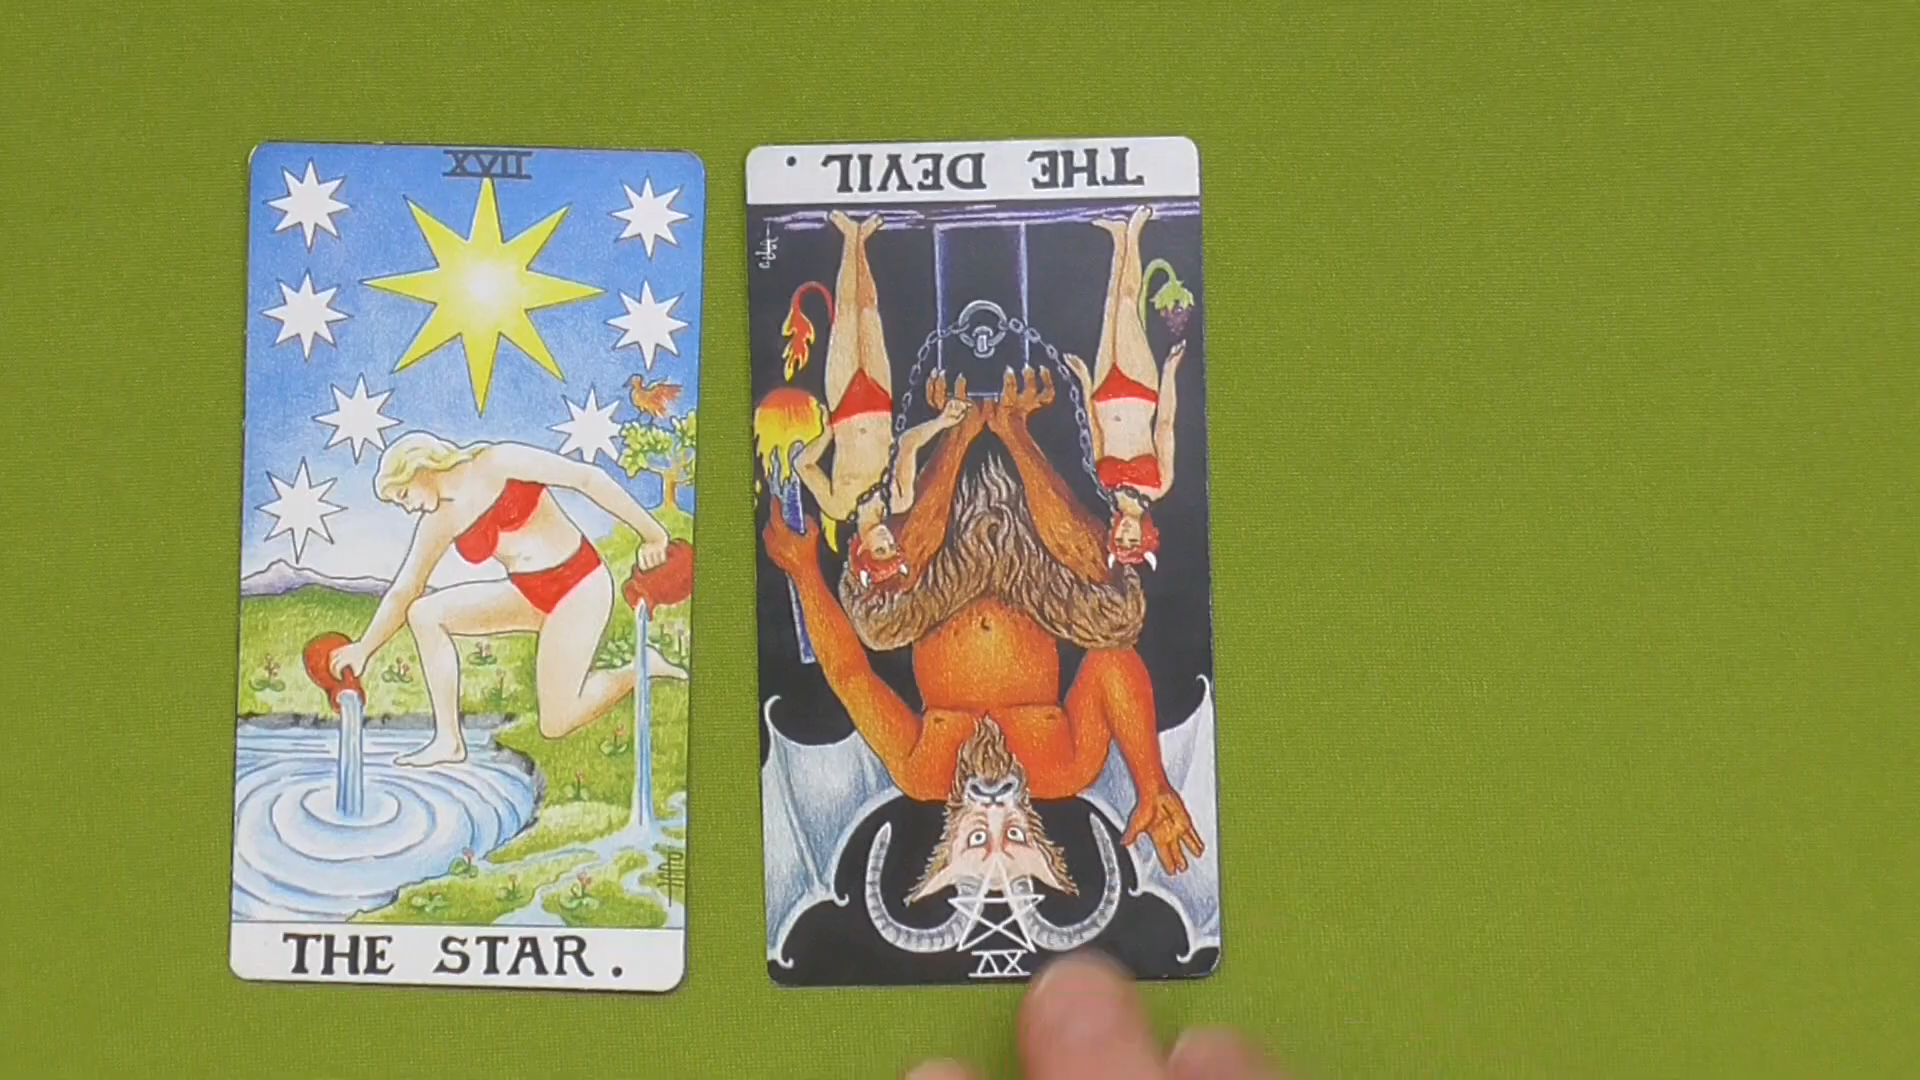 XVII
THE STAR.
THE DEVIL.
XV